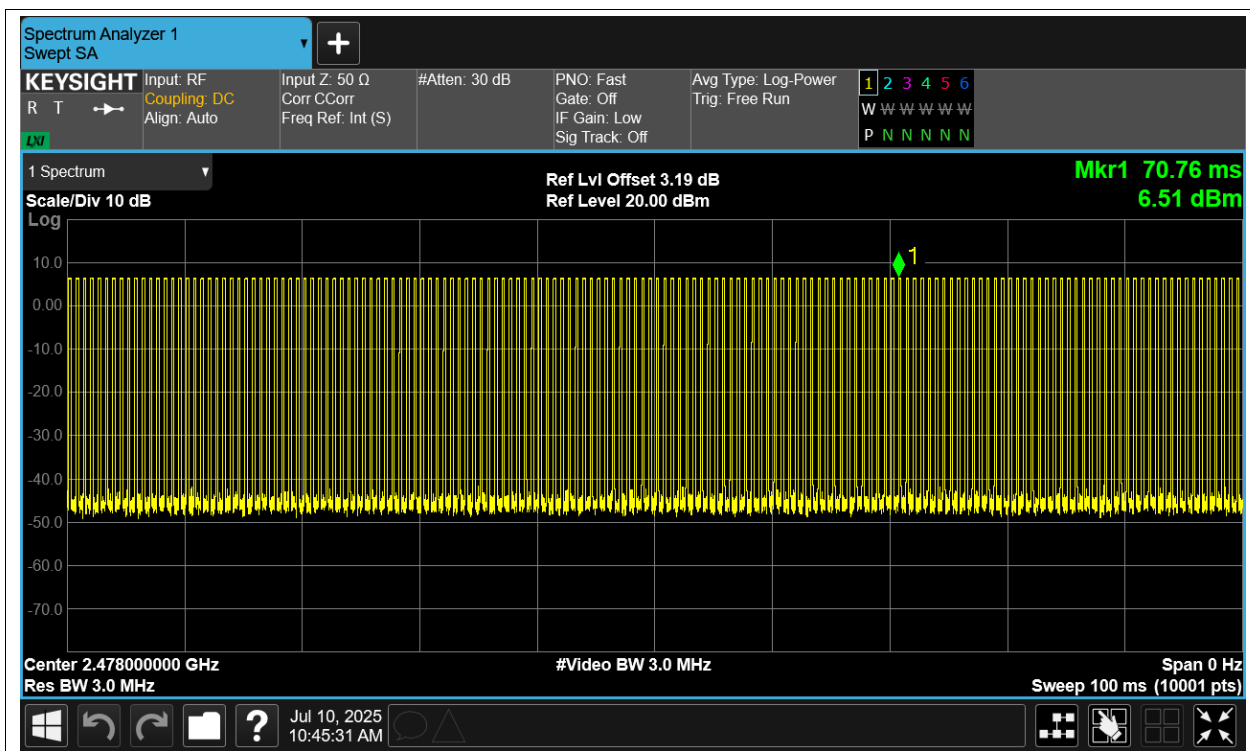 Spectrum Analyzer 1
Swept SA
KEYSIGHT
R T
LXI
Input: RF
Coupling: DC
Align: Auto
Input Z: 50 Ω
Corr CCorr
Freq Ref: Int (S)
#Atten: 30 dB
PNO: Fast
Gate: Off
IF Gain: Low
Sig Track: Off
Avg Type: Log-Power
Trig: Free Run
1 2 3 4 5 6
W W W W W W
P N N N N N
1 Spectrum
Scale/Div 10 dB
Log
Ref Lvl Offset 3.19 dB
Ref Level 20.00 dBm
Mkr1 70.76 ms
6.51 dBm
1
10.0
0.00
-10.0
-20.0
-30.0
-40.0
-50.0
-60.0
-70.0
Center 2.478000000 GHz
#Video BW 3.0 MHz
Span 0 Hz
Res BW 3.0 MHz
Sweep 100 ms (10001 pts)
?
Jul 10, 2025
10:45:31 AM